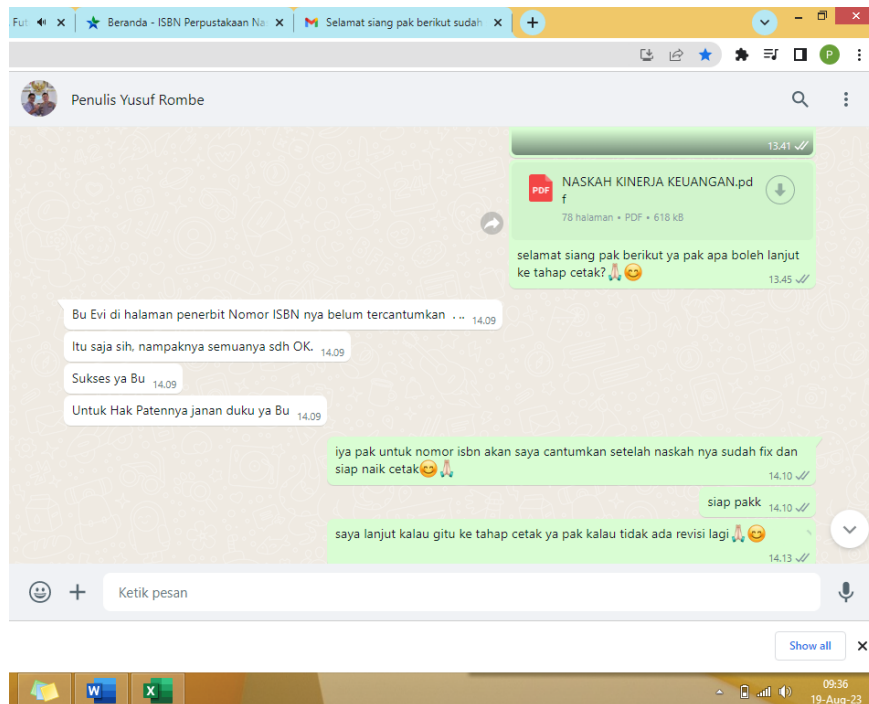 Fut
Beranda - ISBN Perpustakaan Na
Selamat siang pak berikut sudah
P
Penulis Yusuf Rombe
13.41
PDF
NASKAH KINERJA KEUANGAN.pd
f
78 halaman • PDF • 618 kB
selamat siang pak berikut ya pak apa boleh lanjut
ke tahap cetak?🙏🏻😊
13.45
Bu Evi di halaman penerbit Nomor ISBN nya belum tercantumkan . .. 14.09
Itu saja sih, nampaknya semuanya sdh OK. 14.09
Sukses ya Bu 14.09
Untuk Hak Patennya janan duku ya Bu 14.09
iya pak untuk nomor isbn akan saya cantumkan setelah naskah nya sudah fix dan
siap naik cetak😊🙏🏻
14.10
siap pakk 14.10
saya lanjut kalau gitu ke tahap cetak ya pak kalau tidak ada revisi lagi🙏🏻😊
14.13
Ketik pesan
Show all
W
X
09:36
19-Aug-23